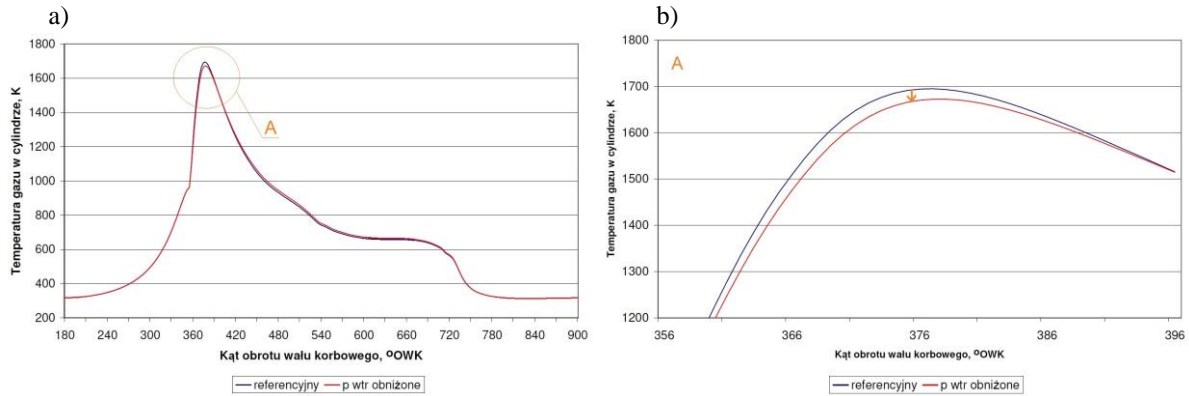 a)
1800
1600
1400
1200
1000
800
600
400
200
180 240 300 360 420 480 540 600 660 720 780 840 900
Temperatura gazu w cylindrze, K
A
Kąt obrotu wału korbowego, ºOWK
referencyjny p wtr obniżone
b)
1800
1700
1600
1500
1400
1300
1200
356 366 376 386 396
Temperatura gazu w cylindrze, K
A
Kąt obrotu wału korbowego, ºOWK
referencyjny p wtr obniżone